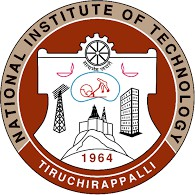 NATIONAL INSTITUTE OF TECHNOLOGY
1964
TIRUCHIRAPPALLI